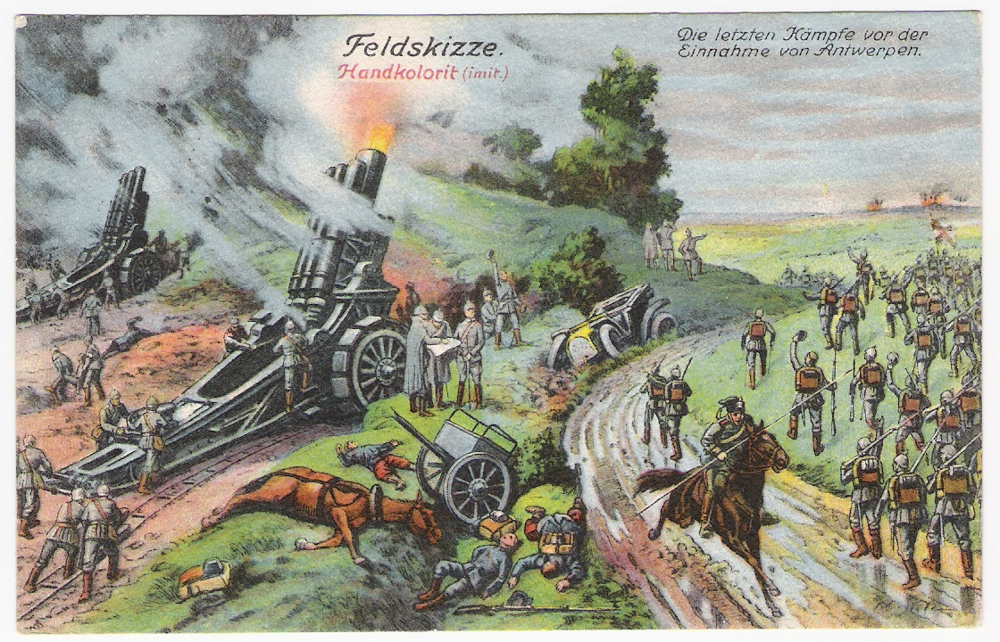 Feldskizze.
Handkolorit (imit.)
Die letzten Kämpfe vor der
Einnahme von Antwerpen.